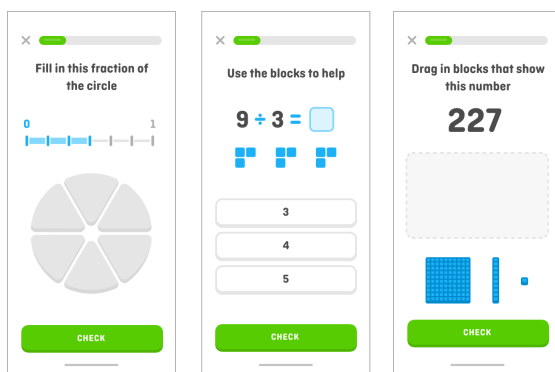 Fill in this fraction of
the circle
0 1
CHECK
Use the blocks to help
9 ÷ 3 =
3
4
5
CHECK
Drag in blocks that show
this number
227
CHECK